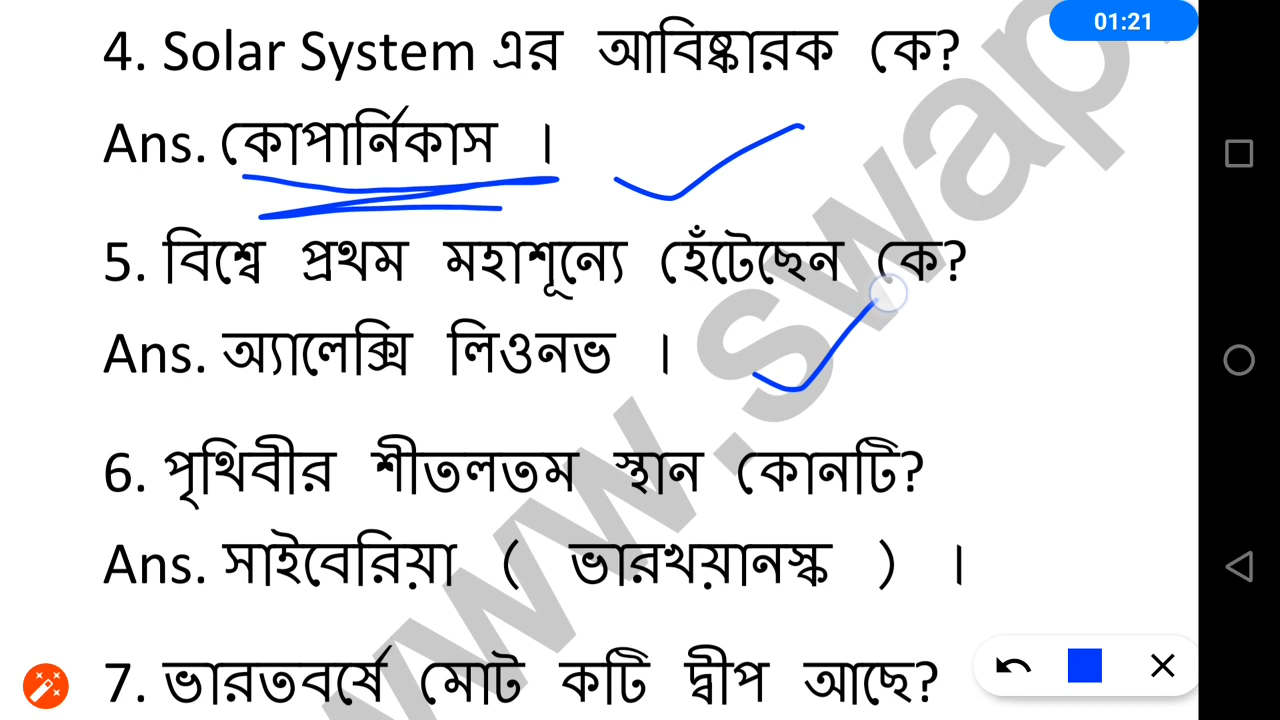 01:21
4. Solar System এর আবিষ্কারক কে?
Ans. কোপার্নিকাস ।
5. বিশ্বে প্রথম মহাশূন্যে হেঁটেছেন কে?
Ans. অ্যালেক্সি লিওনভ ।
6. পৃথিবীর শীতলতম স্থান কোনটি?
Ans. সাইবেরিয়া ( ভারখয়ানস্ক ) ।
7. ভারতবর্ষে মোট কটি দ্বীপ আছে?
www.swap